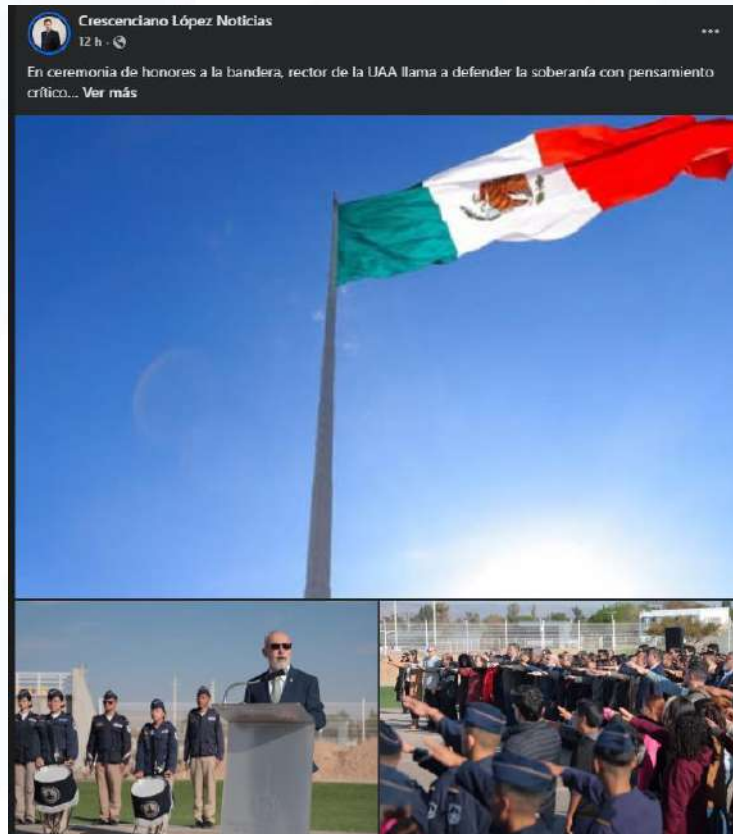 Crescenciano López Noticias
12 h ·
En ceremonia de honores a la bandera, rector de la UAA llama a defender la soberanía con pensamiento
crítico... Ver más